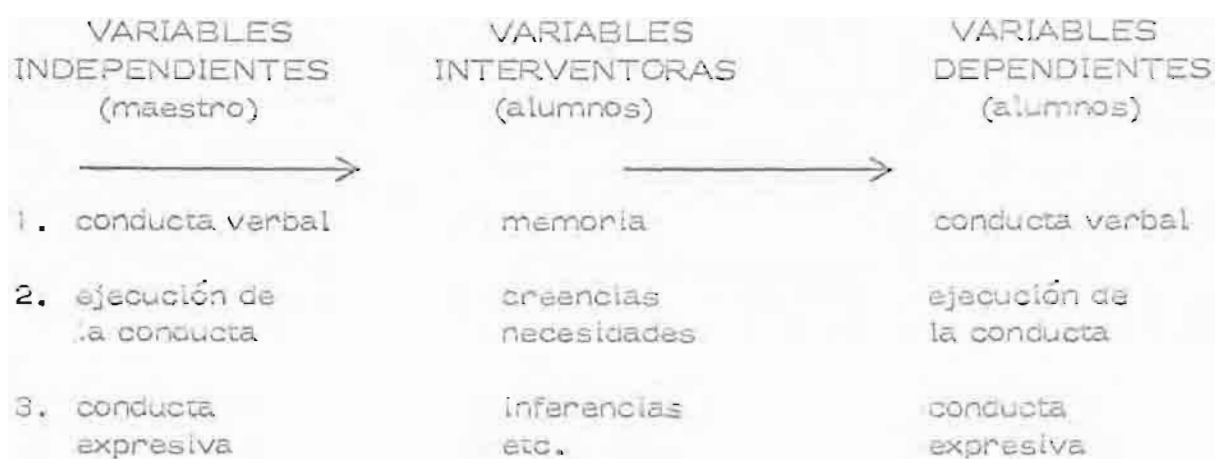 VARIABLES VARIABLES VARIABLES
INDEPENDIENTES INTERVENTORAS DEPENDIENTES
(maestro) (alumnos) (alumnos)
1. conducta verbal memoria conducta verbal
2. ejecución de creencias ejecución de
la conducta necesidades la conducta
3. conducta inferencias conducta
expresiva etc. expresiva